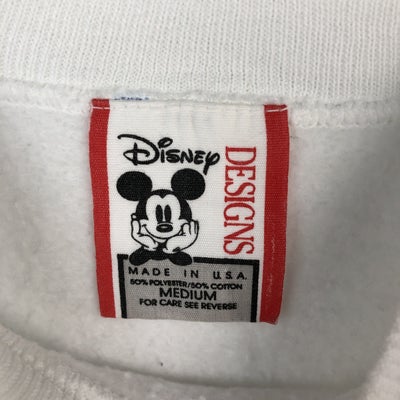 Disney
DESIGNS
MADE IN U.S.A.
50% POLYESTER/50% COTTON
MEDIUM
FOR CARE SEE REVERSE